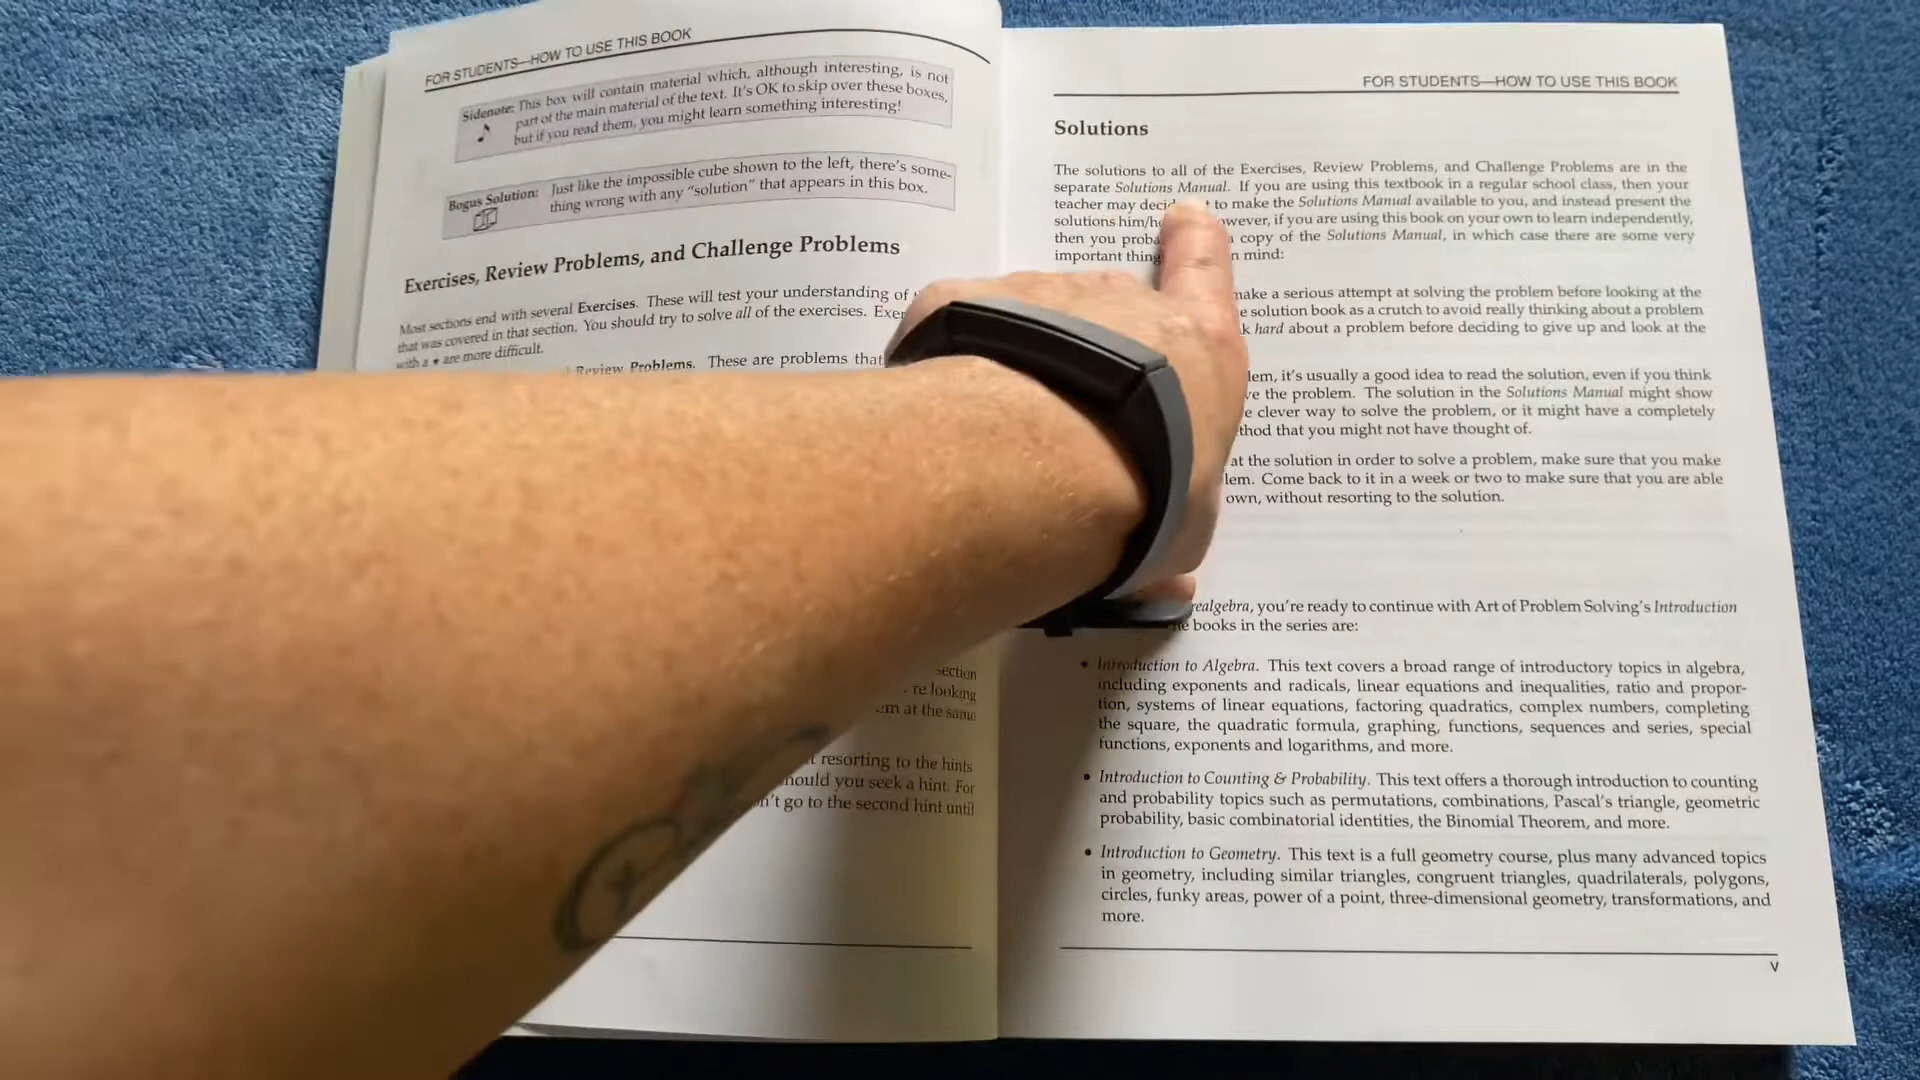 FOR STUDENTS—HOW TO USE THIS BOOK
Sidenote: This box will contain material which, although interesting, is not
part of the main material of the text. It's OK to skip over these boxes,
but if you read them, you might learn something interesting!
Bogus Solution: Just like the impossible cube shown to the left, there's some-
thing wrong with any "solution" that appears in this box.
Exercises, Review Problems, and Challenge Problems
Most sections end with several Exercises. These will test your understanding of
that was covered in that section. You should try to solve all of the exercises.
with a ★ are more difficult.
Review Problems. These are problems that
section
re looking
at the same
resorting to the hints
should you seek a hint. For
go to the second hint until
FOR STUDENTS—HOW TO USE THIS BOOK
Solutions
The solutions to all of the Exercises, Review Problems, and Challenge Problems are in the
separate Solutions Manual. If you are using this textbook in a regular school class, then your
teacher may to make the Solutions Manual available to you, and instead present the
solutions if you are using this book on your own to learn independently,
then you copy of the Solutions Manual, in which case there are some very
important mind:
make a serious attempt at solving the problem before looking at the
solution book as a crutch to avoid really thinking about a problem
hard about a problem before deciding to give up and look at the
it's usually a good idea to read the solution, even if you think
the problem. The solution in the Solutions Manual might show
clever way to solve the problem, or it might have a completely
that you might not have thought of.
at the solution in order to solve a problem, make sure that you make
Come back to it in a week or two to make sure that you are able
own, without resorting to the solution.
you're ready to continue with Art of Problem Solving's Introduction
books in the series are:
• Introduction to Algebra. This text covers a broad range of introductory topics in algebra,
including exponents and radicals, linear equations and inequalities, ratio and propor-
tion, systems of linear equations, factoring quadratics, complex numbers, completing
the square, the quadratic formula, graphing, functions, sequences and series, special
functions, exponents and logarithms, and more.
• Introduction to Counting & Probability. This text offers a thorough introduction to counting
and probability topics such as permutations, combinations, Pascal's triangle, geometric
probability, basic combinatorial identities, the Binomial Theorem, and more.
• Introduction to Geometry. This text is a full geometry course, plus many advanced topics
in geometry, including similar triangles, congruent triangles, quadrilaterals, polygons,
circles, funky areas, power of a point, three-dimensional geometry, transformations, and
more.
v